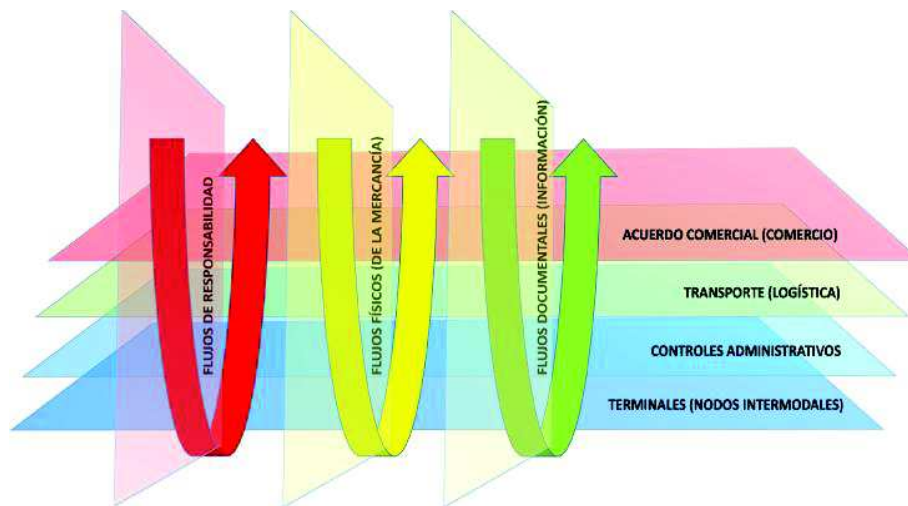 FLUJOS DE RESPONSABILIDAD
FLUJOS FÍSICOS (DE LA MERCANCÍA)
FLUJOS DOCUMENTALES (INFORMACIÓN)
ACUERDO COMERCIAL (COMERCIO)
TRANSPORTE (LOGÍSTICA)
CONTROLES ADMINISTRATIVOS
TERMINALES (NODOS INTERMODALES)